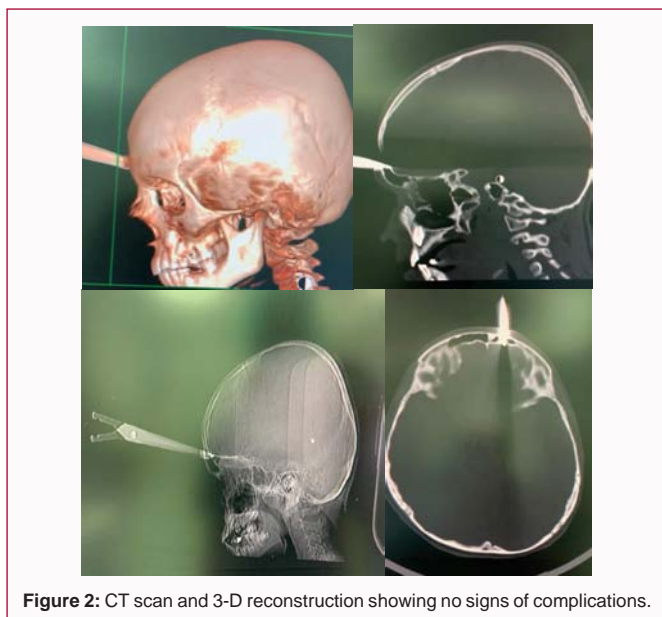 Figure 2: CT scan and 3-D reconstruction showing no signs of complications.